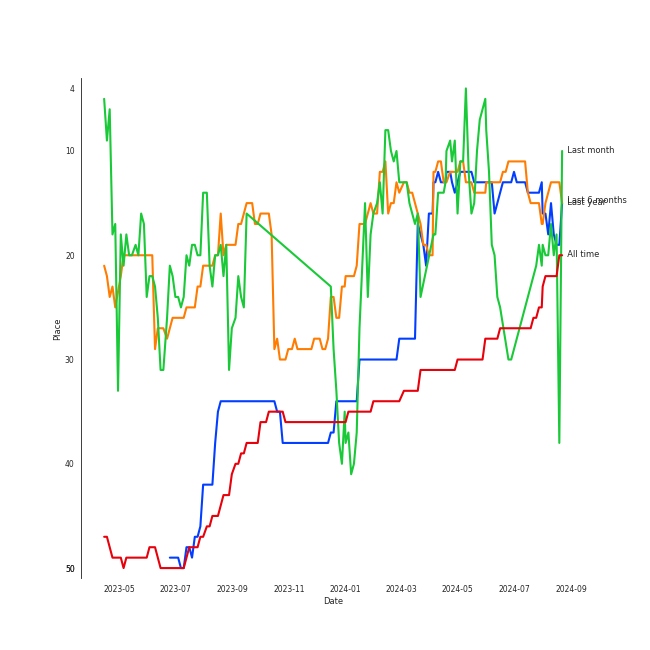 4
10
20
30
40
50
Place
2023-05
2023-07
2023-09
2023-11
2024-01
2024-03
2024-05
2024-07
2024-09
Date
Last month
Last 6 months
Last year
All time